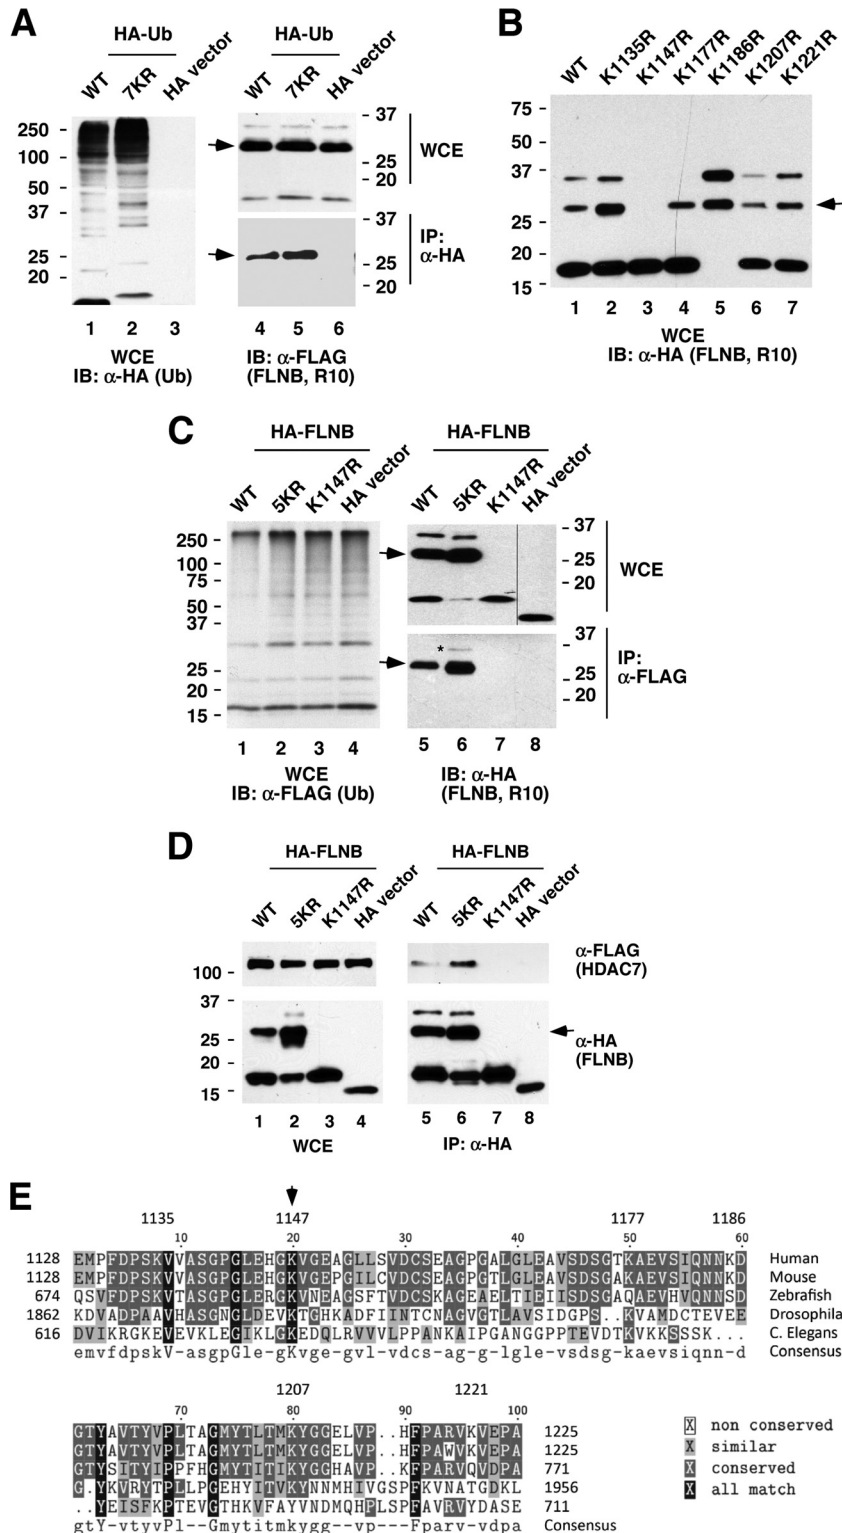 A
HA-Ub
WT 7KR HA vector
250
100
50
37
25
20
1 2 3
WCE
IB: α-HA (Ub)
HA-Ub
WT 7KR HA vector
37
25
20
WCE
37
25
20
IP:
α-HA
4 5 6
IB: α-FLAG
(FLNB, R10)
B
WT K1135R K1147R K1177R K1186R K1207R K1221R
75
50
37
25
20
15
1 2 3 4 5 6 7
WCE
IB: α-HA (FLNB, R10)
C
HA-FLNB
WT 5KR K1147R HA vector
250
100
75
50
37
25
20
15
1 2 3 4
WCE
IB: α-FLAG (Ub)
HA-FLNB
WT 5KR K1147R HA vector
37
25
20
WCE
*
37
25
20
IP:
α-FLAG
5 6 7 8
IB: α-HA
(FLNB, R10)
D
HA-FLNB
WT 5KR K1147R HA vector
100
37
25
20
15
1 2 3 4
WCE
HA-FLNB
WT 5KR K1147R HA vector
α-FLAG
(HDAC7)
α-HA
(FLNB)
5 6 7 8
IP: α-HA
E
1135 1147 1177 1186
10 20 30 40 50 60
1128 EMPFDPSKVVASGPGLEHGKVGEAGLLSVDCSEAGPGALGLEAVSDSGTKAEVSIQNNKD Human
1128 EMPFDPSKVVASGPGLEHGKVGEPGILCVDCSEAGPGTLGLEAVSDSGAKAEVSIQNNKD Mouse
674 QSVFDPSKVTASGPGLERGKVNEAGSFTVDCSKAGEAELTIEIISDSGAQAEVHVQNNSD Zebrafish
1862 KDVADPAAVHASGNGLDEVKTGHKADFIINTCNAGVGTLAVSIDGPS..KVAMDCTEVEE Drosophila
616 DVIKRGKEVEVKLEGIKLGKEDQLRVVVLPPANKAIPGANGGPPTEVDTKVKKSSSK... C. Elegans
emvfdpskV-asgpGle-gKvge-gvl-vdcs-ag-g-lgle-vsdsg-kaevsiqnn-d Consensus
1207 1221
70 80 90 100
GTYAVTYVPLTAGMYTLTMKYGGELVP..HFPARVKVEPA 1225
GTYAVTYVPLTAGMYTLTMKYGGELVP..HFPAWVKVEPA 1225
GTYSITYIPPFHGMYTITIKYGGHAVP..KFPARVQVDPA 771
G.YKVRYTPLLPGEHYITVKYNNMHIVGSPFKVNATGDKL 1956
..YEISFKPTEVGTHKVFAYVNDMQHPLSPFAVRVYDASE 711
gtY-vtyvPl--Gmytitmkygg--vp---Fparv-vdpa Consensus
X non conserved
X similar
X conserved
X all match